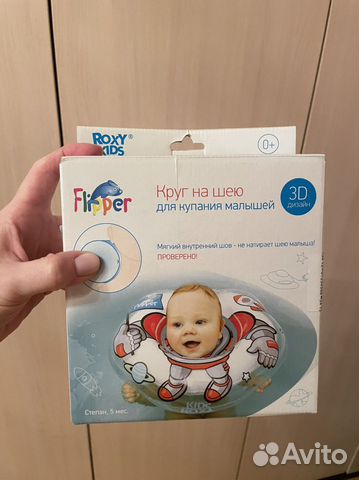 ROXY
KIDS
0+
Flipper
Круг на шею
для купания малышей
3D
дизайн
Мягкий внутренний шов - не натирает шею малыша!
ПРОВЕРЕНО!
Степан, 5 мес.
KIDS
Avito